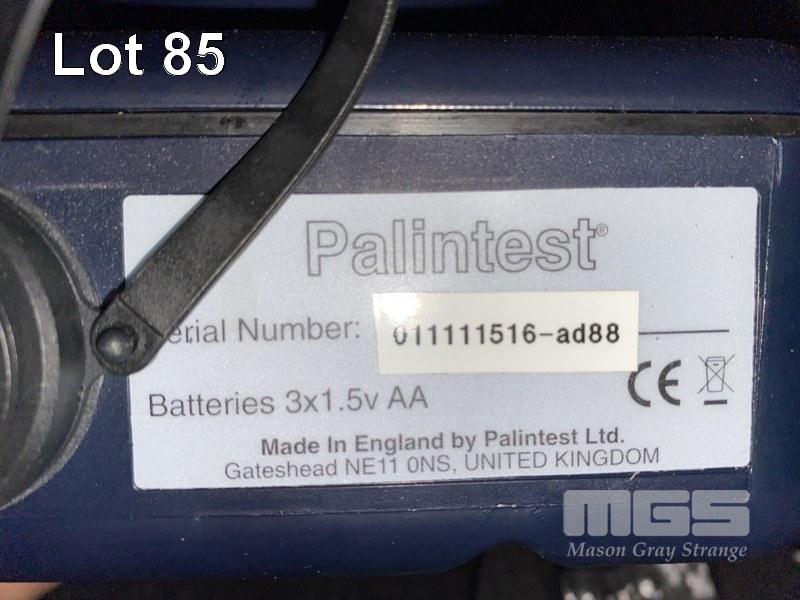 Lot 85
Palintest®
erial Number: 011111516-ad88
Batteries 3x1.5v AA
CE
Made In England by Palintest Ltd.
Gateshead NE11 0NS, UNITED KINGDOM
MGS
Mason Gray Strange